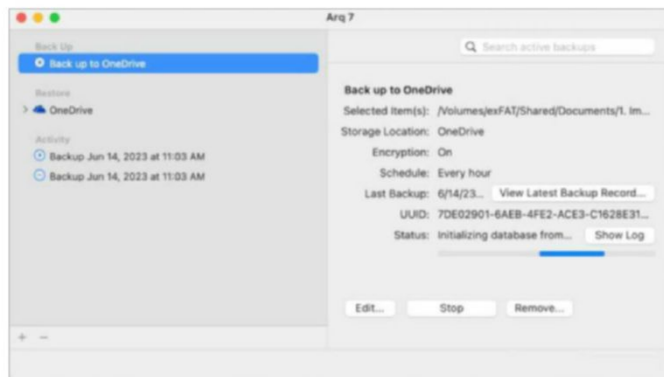 Arq 7
Back Up
Back up to OneDrive
Restore
OneDrive
Activity
Backup Jun 14, 2023 at 11:03 AM
Backup Jun 14, 2023 at 11:03 AM
Search active backups
Back up to OneDrive
Selected Item(s): /Volumes/exFAT/Shared/Documents/1. Im...
Storage Location: OneDrive
Encryption: On
Schedule: Every hour
Last Backup: 6/14/23... View Latest Backup Record...
UUID: 7DE02901-6AEB-4FE2-ACE3-C1628E31...
Status: Initializing database from... Show Log
Edit... Stop Remove...